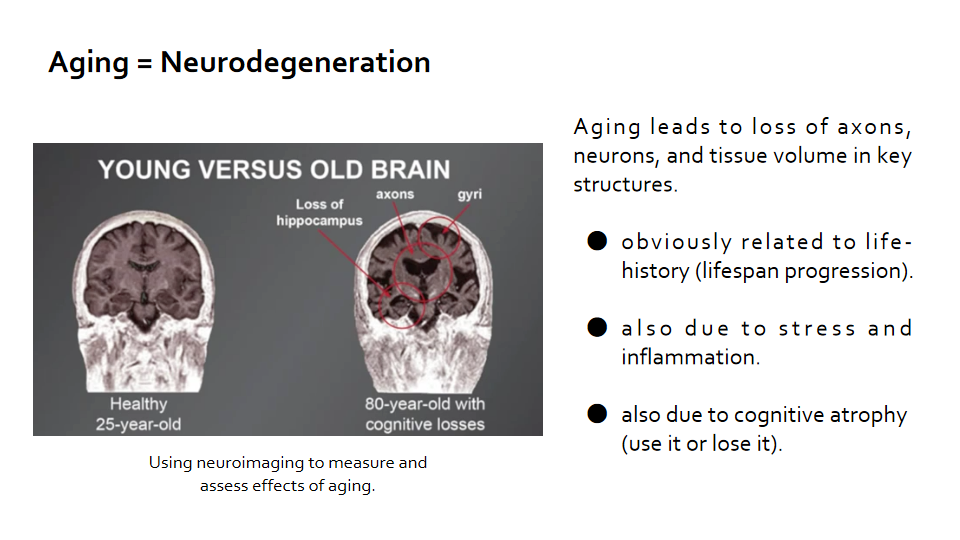 Aging = Neurodegeneration
YOUNG VERSUS OLD BRAIN
Loss of
hippocampus
axons
gyri
Healthy
25-year-old
80-year-old with
cognitive losses
Using neuroimaging to measure and
assess effects of aging.
Aging leads to loss of axons,
neurons, and tissue volume in key
structures.
● obviously related to life-
history (lifespan progression).
● also due to stress and
inflammation.
● also due to cognitive atrophy
(use it or lose it).